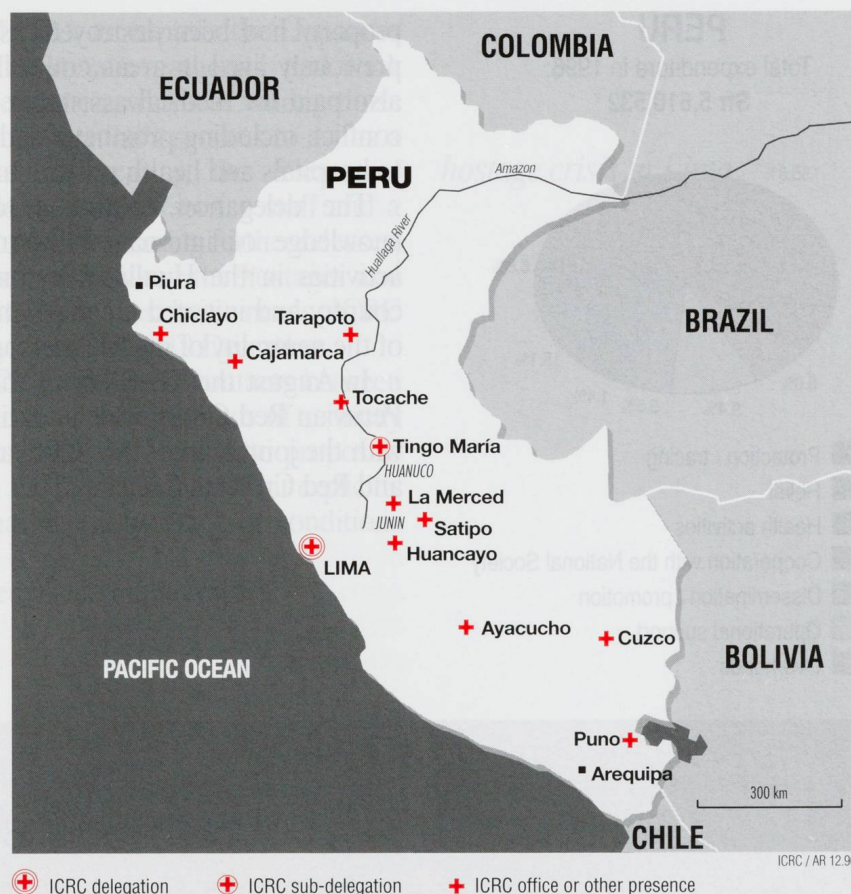 COLOMBIA
ECUADOR
PERU
Amazon
Huallaga River
Piura
Chiclayo
Tarapoto
BRAZIL
Cajamarca
Tocache
Tingo María
HUANUCO
La Merced
JUNIN
Satipo
Huancayo
LIMA
Ayacucho
Cuzco
BOLIVIA
PACIFIC OCEAN
Puno
Arequipa
300 km
CHILE
ICRC / AR 12.9
ICRC delegation
ICRC sub-delegation
ICRC office or other presence